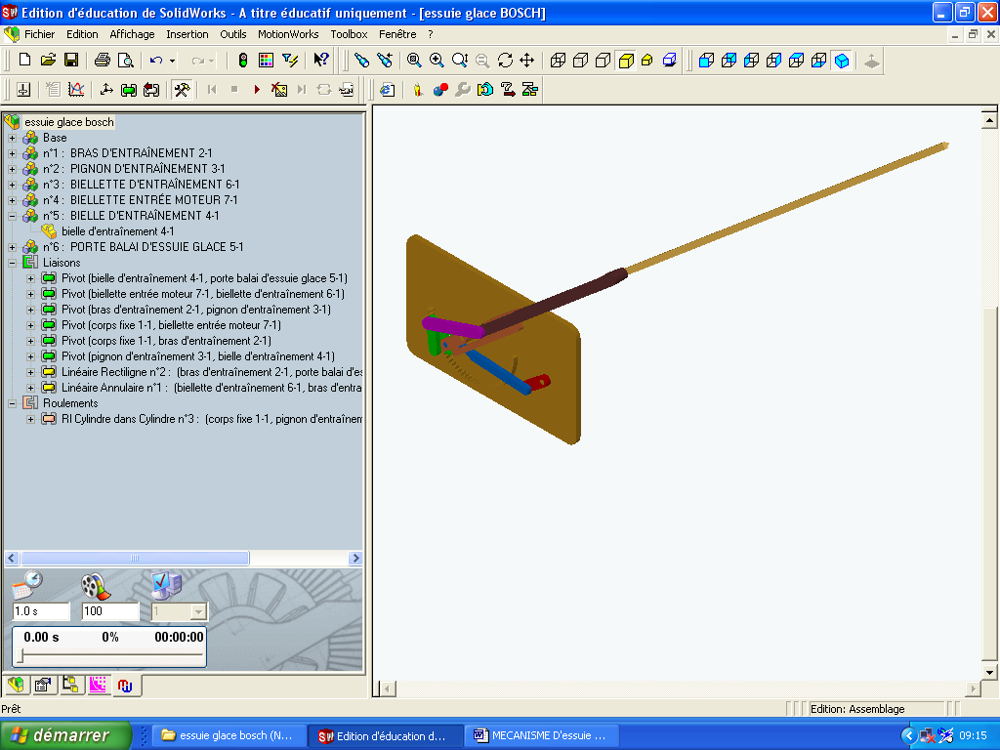 Edition d'éducation de SolidWorks - A titre éducatif uniquement - [essuie glace BOSCH]
Fichier Edition Affichage Insertion Outils MotionWorks Toolbox Fenêtre ?
essuie glace bosch
Base
n°1 : BRAS D'ENTRAÎNEMENT 2-1
n°2 : PIGNON D'ENTRAÎNEMENT 3-1
n°3 : BIELLETTE D'ENTRAÎNEMENT 6-1
n°4 : BIELLETTE ENTRÉE MOTEUR 7-1
n°5 : BIELLE D'ENTRAÎNEMENT 4-1
bielle d'entraînement 4-1
n°6 : PORTE BALAI D'ESSUIE GLACE 5-1
Liaisons
Pivot (bielle d'entraînement 4-1, porte balai d'essuie glace 5-1)
Pivot (biellette entrée moteur 7-1, biellette d'entraînement 6-1)
Pivot (bras d'entraînement 2-1, pignon d'entraînement 3-1)
Pivot (corps fixe 1-1, biellette entrée moteur 7-1)
Pivot (corps fixe 1-1, bras d'entraînement 2-1)
Pivot (pignon d'entraînement 3-1, bielle d'entraînement 4-1)
Linéaire Rectiligne n°2 : (bras d'entraînement 2-1, porte balai d'es
Linéaire Annulaire n°1 : (biellette d'entraînement 6-1, bras d'entra
Roulements
RI Cylindre dans Cylindre n°3 : (corps fixe 1-1, pignon d'entraînem
1.0 s 100 1
0.00 s 0% 00:00:00
Prêt Edition: Assemblage
démarrer essuie glace bosch (N... Edition d'éducation d... MECANISME D'essuie ... 09:15